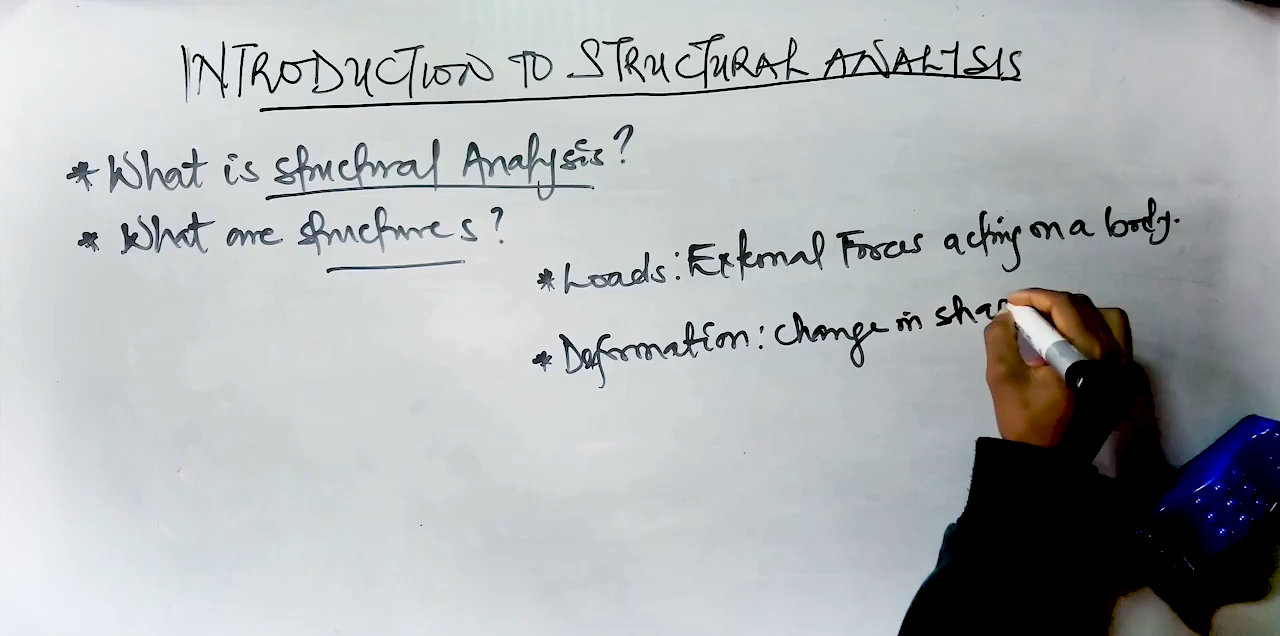 INTRODUCTION TO STRUCTURAL ANALYSIS
* What is structural Analysis?
* What are structures?
* Loads: External Forces acting on a body.
* Deformation: change in shap